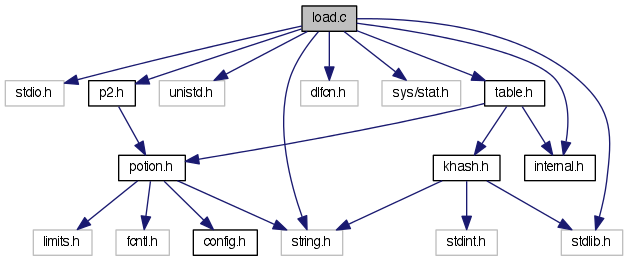 load.c
stdio.h
p2.h
unistd.h
dlfcn.h
sys/stat.h
table.h
potion.h
khash.h
internal.h
limits.h
fcntl.h
config.h
string.h
stdint.h
stdlib.h